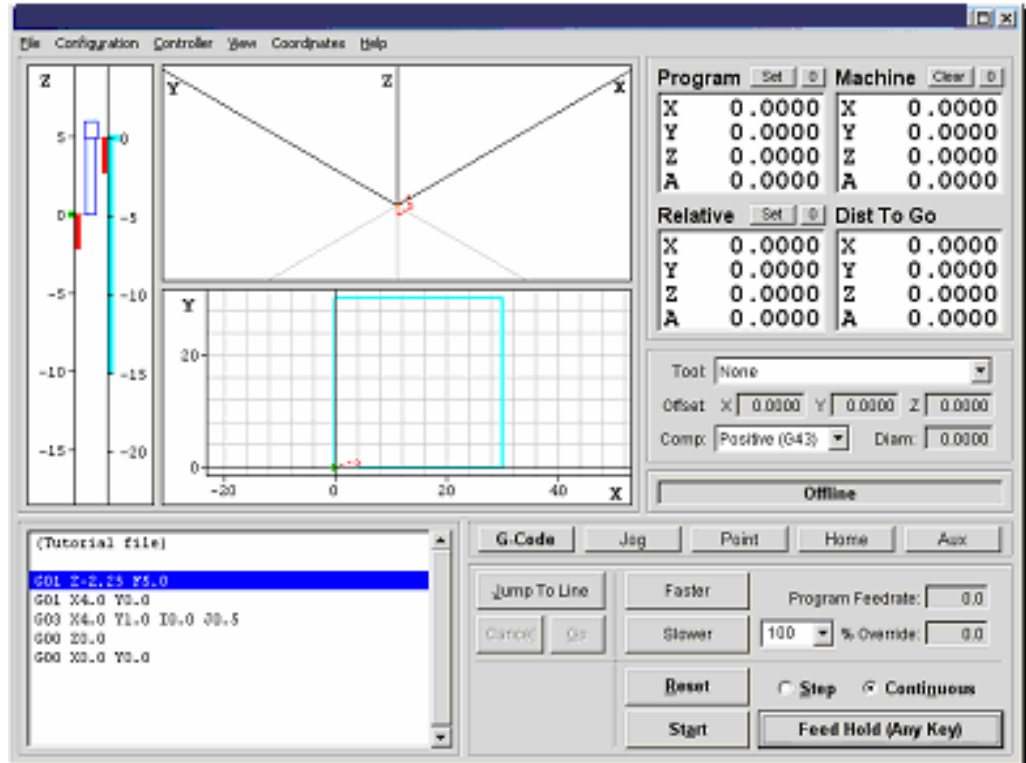 File Configuration Controller View Coordinates Help
Z
5
0
-5
-10
-15
0
-5
-10
-15
-20
Y Z X
Y
20
0
-20 0 20 40 X
Program Set 0 Machine Clear 0
X 0.0000 X 0.0000
Y 0.0000 Y 0.0000
Z 0.0000 Z 0.0000
A 0.0000 A 0.0000
Relative Set 0 Dist To Go
X 0.0000 X 0.0000
Y 0.0000 Y 0.0000
Z 0.0000 Z 0.0000
A 0.0000 A 0.0000
Tool: None
Offset X 0.0000 Y 0.0000 Z 0.0000
Comp: Positive (G43) Diam: 0.0000
Offline
(Tutorial file)
G01 Z-2.25 F5.0
G01 X4.0 Y0.0
G03 X4.0 Y1.0 I0.0 J0.5
G00 Z0.0
G00 X0.0 Y0.0
G-Code Jog Point Home Aux
Jump To Line
Cancel Go
Faster
Slower
Program Feedrate: 0.0
100 % Override: 0.0
Reset
Step Continuous
Start
Feed Hold (Any Key)